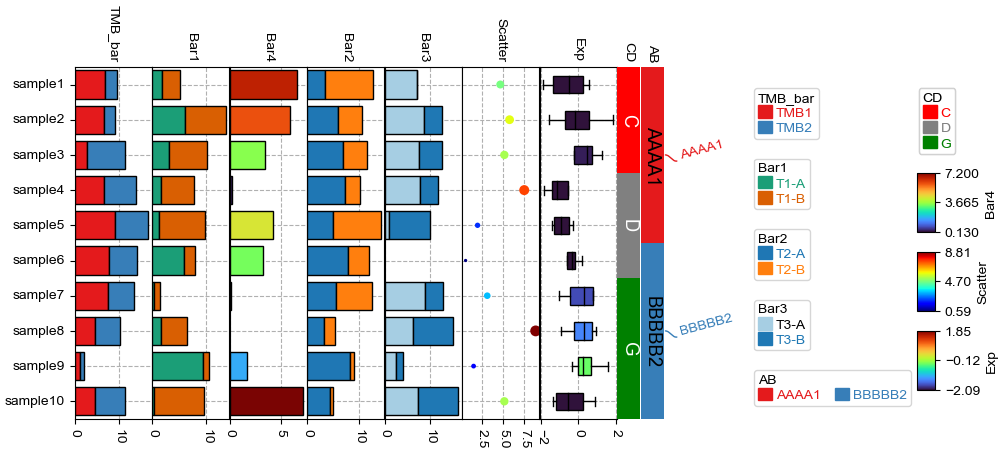 TMB_bar Bar1 Bar4 Bar2 Bar3 Scatter Exp CD AB
sample1
sample2
sample3
sample4
sample5
sample6
sample7
sample8
sample9
sample10
C
D
G
AAAA1
BBBBB2
AAAA1
BBBBB2
0 10 0 10 0 5 0 10 0 10 2.5 5.0 7.5 −2 0 2
TMB_bar
TMB1
TMB2
Bar1
T1-A
T1-B
Bar2
T2-A
T2-B
Bar3
T3-A
T3-B
AB
AAAA1 BBBBB2
CD
C
D
G
7.200
3.665
0.130
Bar4
8.81
4.70
0.59
Scatter
1.85
−0.12
−2.09
Exp